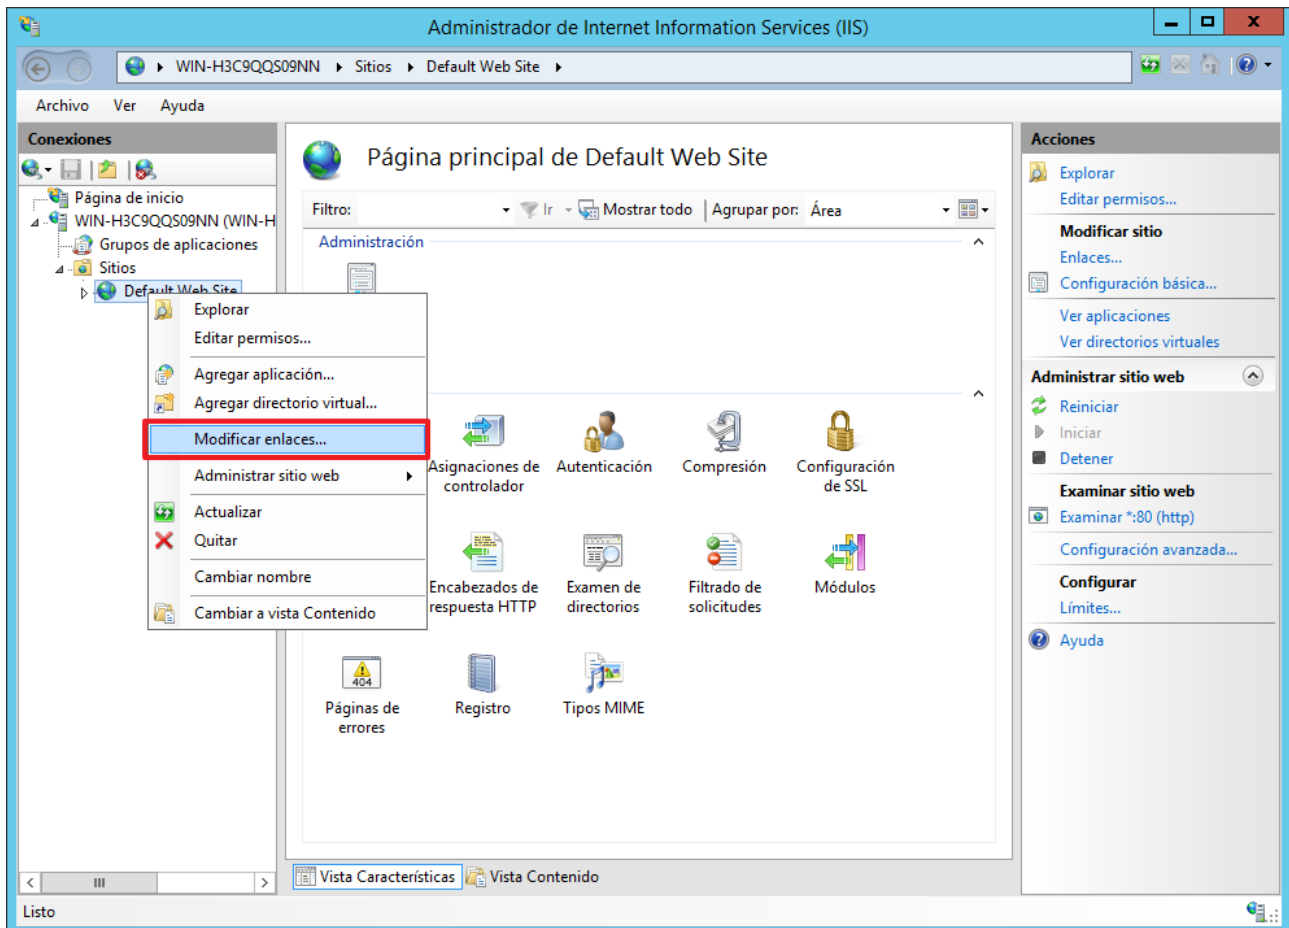 Administrador de Internet Information Services (IIS)
WIN-H3C9QQS09NN
Sitios
Default Web Site
Archivo Ver Ayuda
Conexiones
Página de inicio
WIN-H3C9QQS09NN (WIN-H
Grupos de aplicaciones
Sitios
Default Web Site
Explorar
Editar permisos...
Agregar aplicación...
Agregar directorio virtual...
Modificar enlaces...
Administrar sitio web
Actualizar
Quitar
Cambiar nombre
Cambiar a vista Contenido
Página principal de Default Web Site
Filtro: Ir Mostrar todo Agrupar por: Área
Administración
Asignaciones de
controlador
Autenticación
Compresión
Configuración
de SSL
Encabezados de
respuesta HTTP
Examen de
directorios
Filtrado de
solicitudes
Módulos
404
Páginas de
errores
Registro
Tipos MIME
Vista Características Vista Contenido
Acciones
Explorar
Editar permisos...
Modificar sitio
Enlaces...
Configuración básica...
Ver aplicaciones
Ver directorios virtuales
Administrar sitio web
Reiniciar
Iniciar
Detener
Examinar sitio web
Examinar *:80 (http)
Configuración avanzada...
Configurar
Límites...
Ayuda
Listo